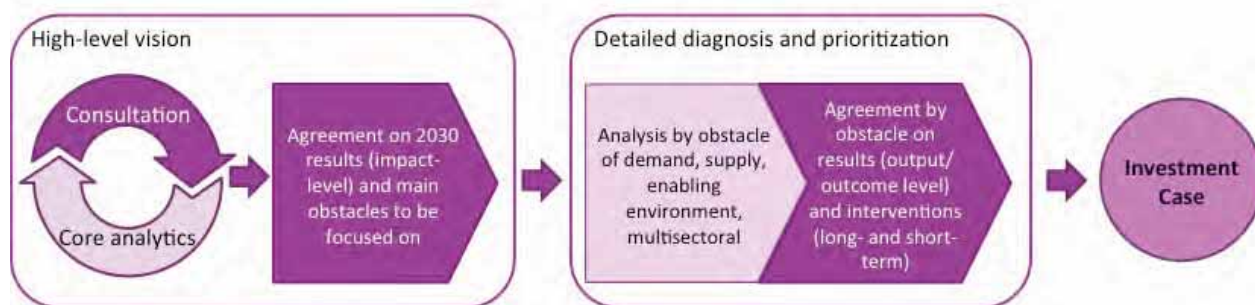 High-level vision
Consultation
Core analytics
Agreement on 2030
results (impact-
level) and main
obstacles to be
focused on
Detailed diagnosis and prioritization
Analysis by obstacle
of demand, supply,
enabling
environment,
multisectoral
Agreement by
obstacle on
results (output/
outcome level)
and interventions
(long- and short-
term)
Investment
Case